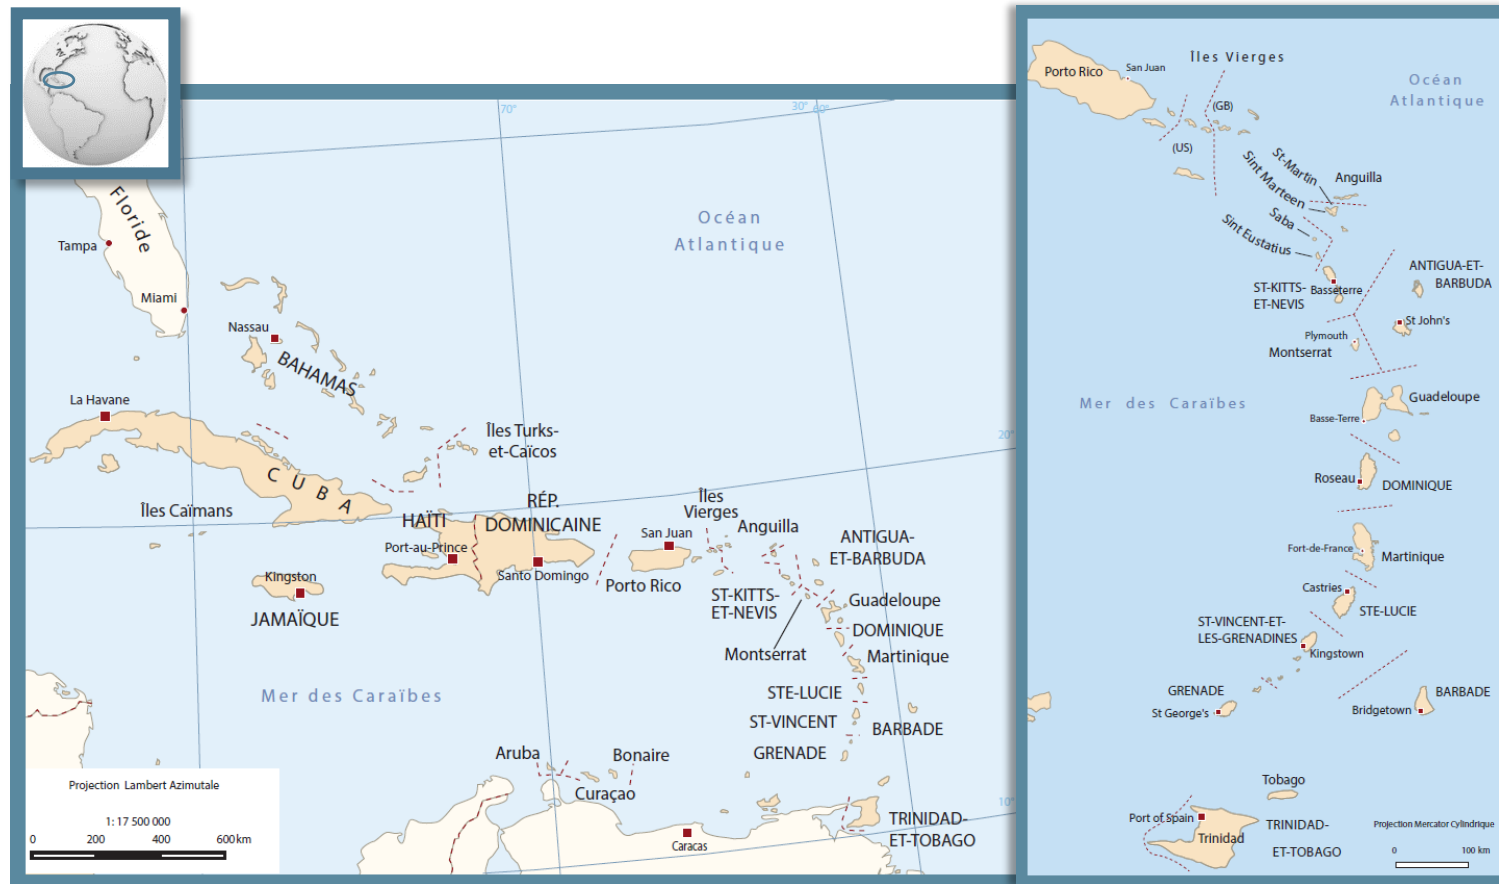 70°
30°
60°
Floride
Océan
Atlantique
Tampa
Miami
Nassau
BAHAMAS
La Havane
20°
Îles Turks-
et-Caïcos
CUBA
Îles Caïmans
HAÏTI
RÉP.
DOMINICAINE
Îles
Vierges
Anguilla
San Juan
ANTIGUA-
ET-BARBUDA
Port-au-Prince
Santo Domingo
Kingston
Porto Rico
ST-KITTS-
ET-NEVIS
Guadeloupe
JAMAÏQUE
DOMINIQUE
Montserrat
Martinique
Mer des Caraïbes
STE-LUCIE
ST-VINCENT
BARBADE
GRENADE
Aruba
Bonaire
Curaçao
10°
TRINIDAD-
ET-TOBAGO
Caracas
Projection Lambert Azimutale
1: 17 500 000
0 200 400 600 km
Îles Vierges
Porto Rico
San Juan
Océan
Atlantique
(GB)
(US)
St-Martin
Sint Marteen
Anguilla
Saba
Sint Eustatius
ANTIGUA-ET-
BARBUDA
ST-KITTS-
ET-NEVIS
Basseterre
St John's
Plymouth
Montserrat
Mer des Caraïbes
Guadeloupe
Basse-Terre
Roseau
DOMINIQUE
Fort-de-France
Martinique
Castries
STE-LUCIE
ST-VINCENT-ET-
LES-GRENADINES
Kingstown
GRENADE
St George's
BARBADE
Bridgetown
Tobago
Port of Spain
Trinidad
TRINIDAD-
ET-TOBAGO
Projection Mercator Cylindrique
0 100 km